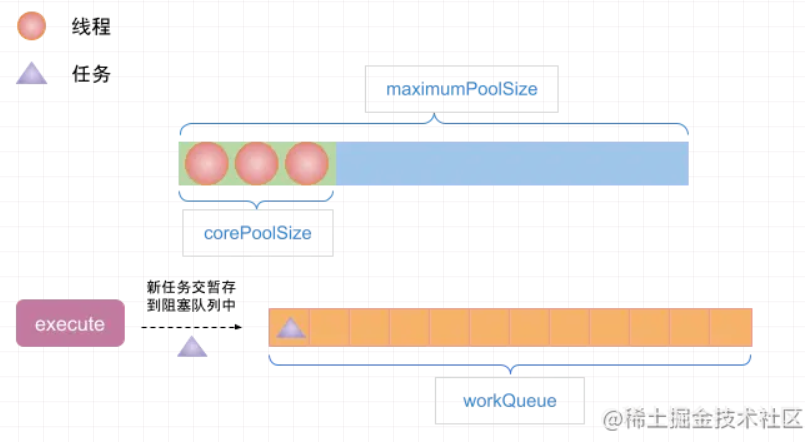 线程
任务
maximumPoolSize
corePoolSize
新任务交暂存
到阻塞队列中
execute
workQueue
@稀土掘金技术社区